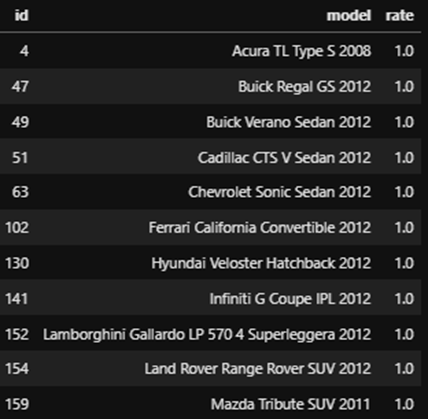 id model rate
4 Acura TL Type S 2008 1.0
47 Buick Regal GS 2012 1.0
49 Buick Verano Sedan 2012 1.0
51 Cadillac CTS V Sedan 2012 1.0
63 Chevrolet Sonic Sedan 2012 1.0
102 Ferrari California Convertible 2012 1.0
130 Hyundai Veloster Hatchback 2012 1.0
141 Infiniti G Coupe IPL 2012 1.0
152 Lamborghini Gallardo LP 570 4 Superleggera 2012 1.0
154 Land Rover Range Rover SUV 2012 1.0
159 Mazda Tribute SUV 2011 1.0